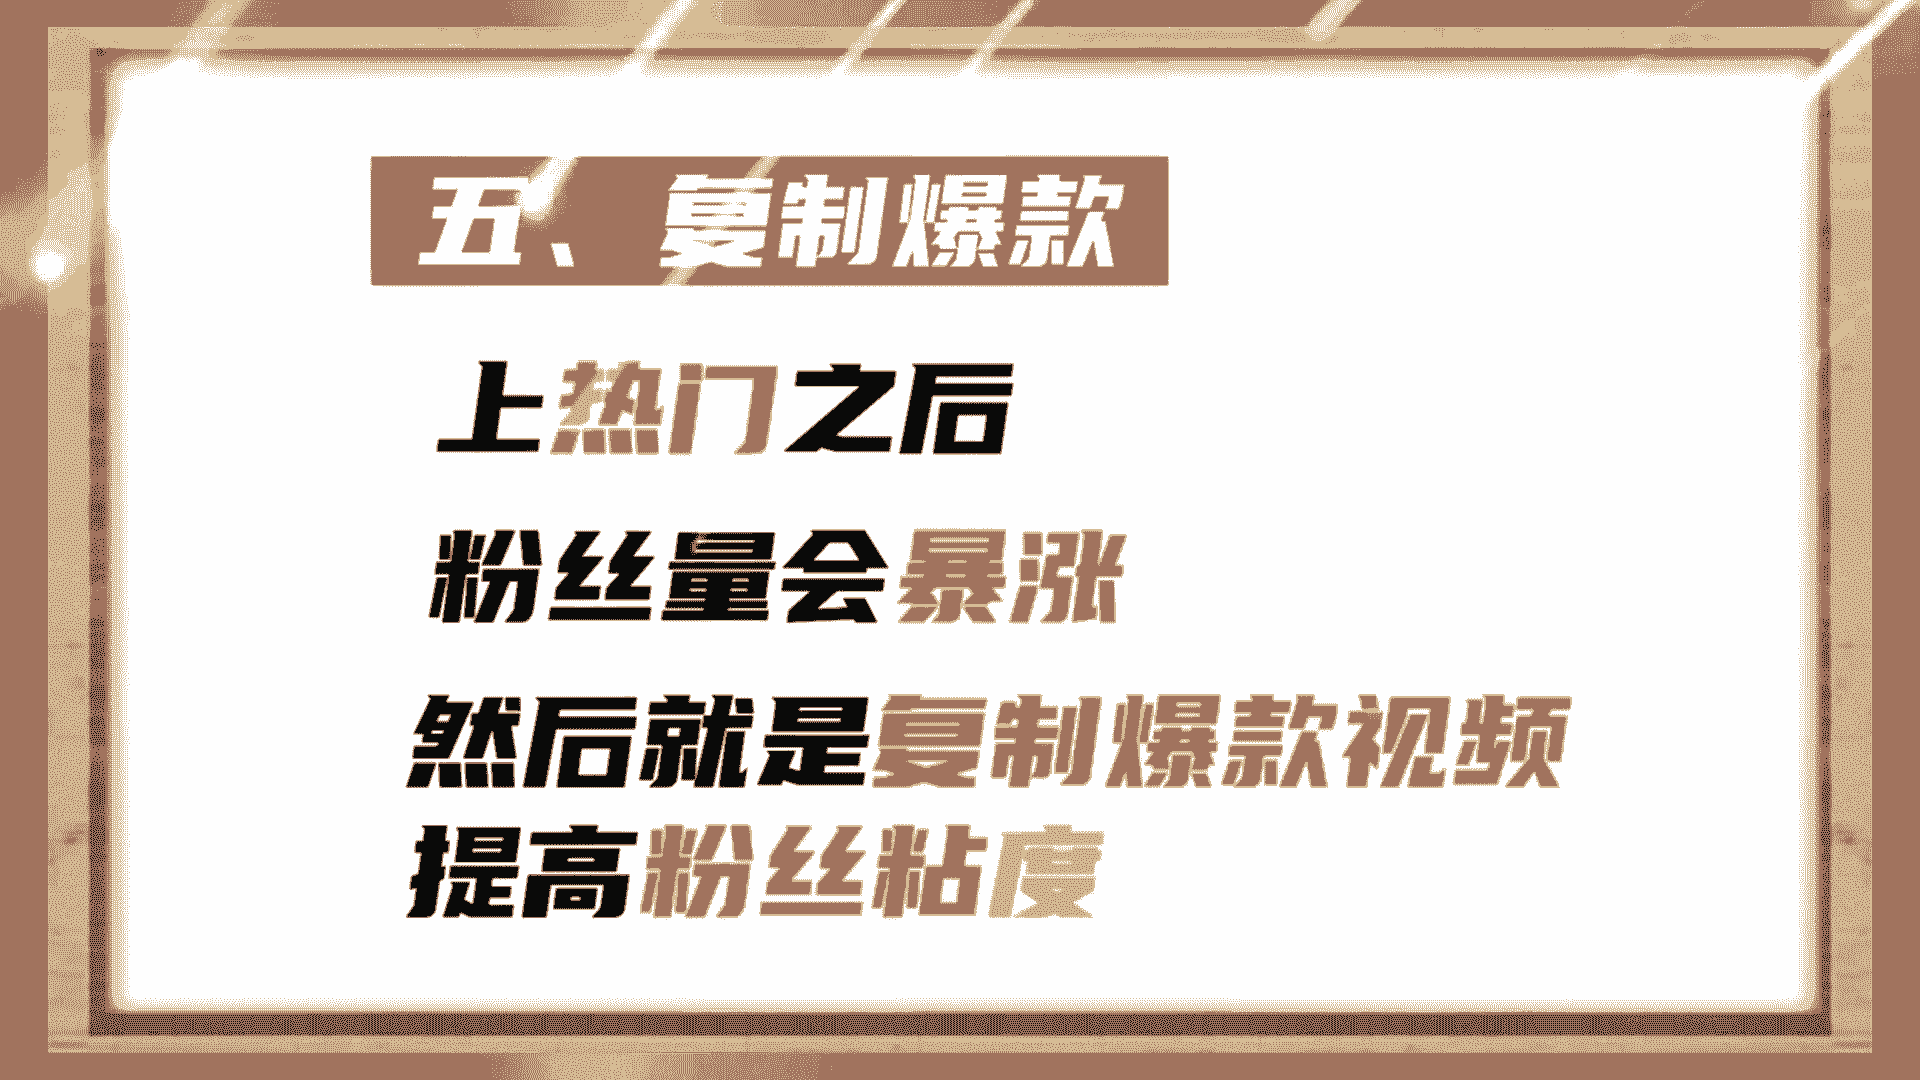 五、复制爆款
上热门之后
粉丝量会暴涨
然后就是复制爆款视频
提高粉丝粘度